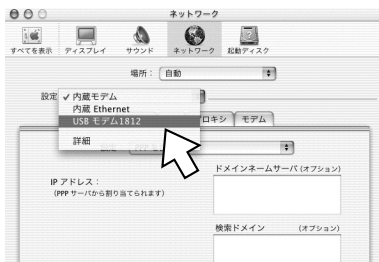 ネットワーク
すべてを表示 ディスプレイ サウンド ネットワーク 起動ディスク
場所： 自動
設定 ✓ 内蔵モデム
内蔵 Ethernet
USB モデム1812
詳細
ロキシ モデム
ドメインネームサーバ (オプション)
IP アドレス：
(PPP サーバから割り当てられます)
検索ドメイン (オプション)